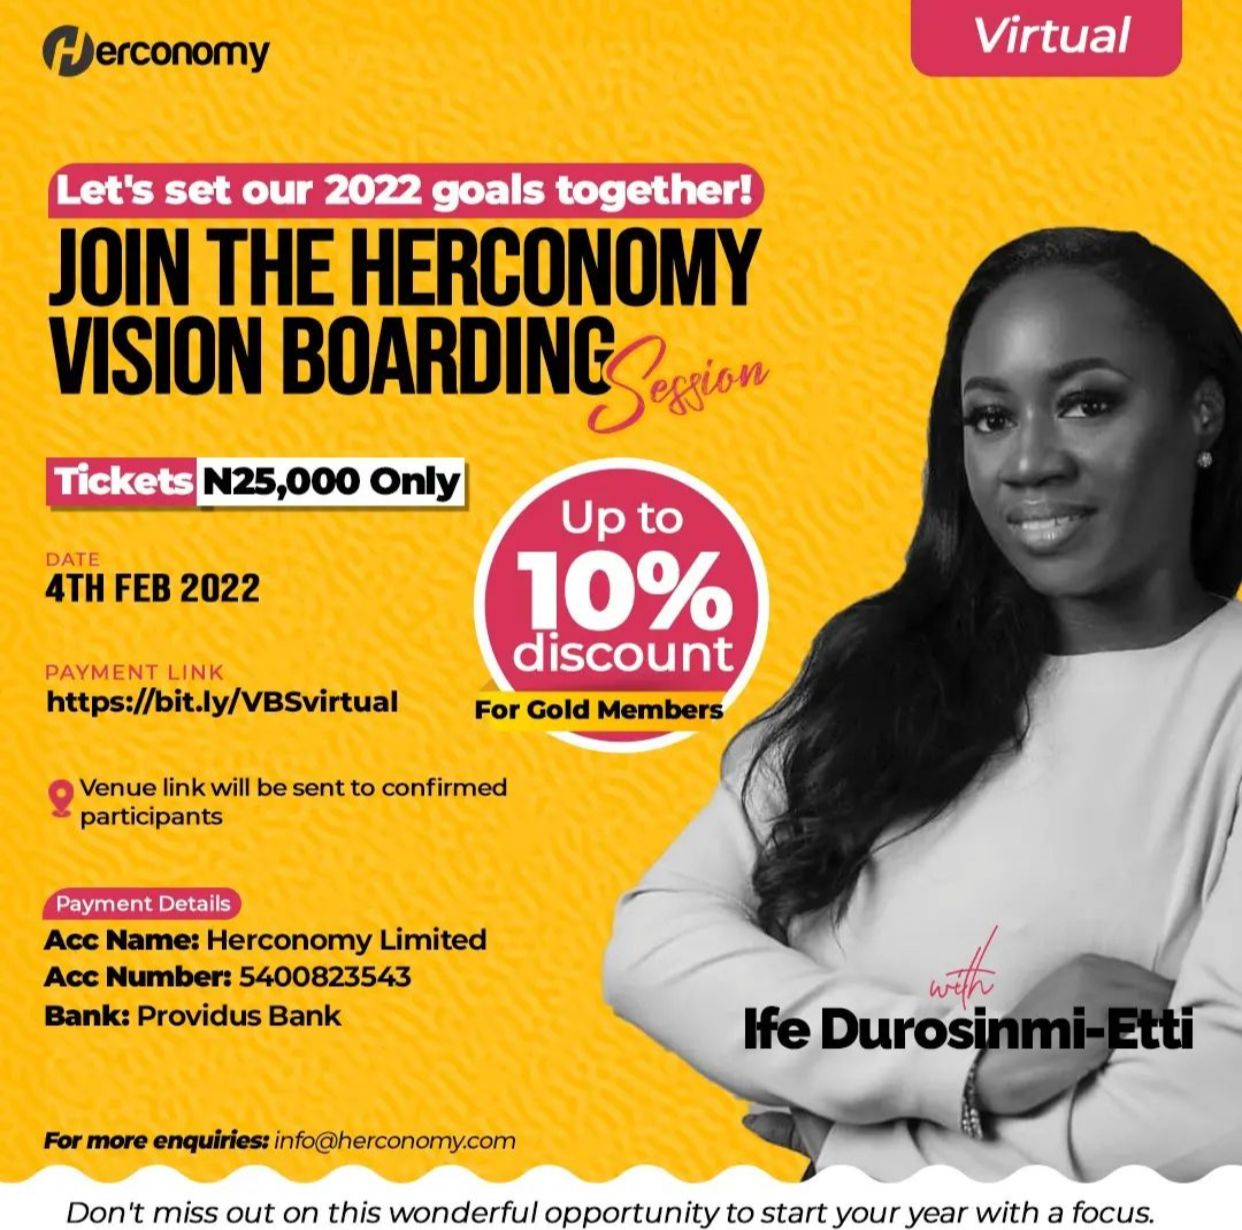 Herconomy
Virtual
Let's set our 2022 goals together!
JOIN THE HERCONOMY
VISION BOARDING
Session
Tickets N25,000 Only
Up to
10%
discount
For Gold Members
DATE
4TH FEB 2022
PAYMENT LINK
https://bit.ly/VBSvirtual
Venue link will be sent to confirmed
participants
Payment Details
Acc Name: Herconomy Limited
Acc Number: 5400823543
Bank: Providus Bank
with
Ife Durosinmi-Etti
For more enquiries: info@herconomy.com
Don't miss out on this wonderful opportunity to start your year with a focus.